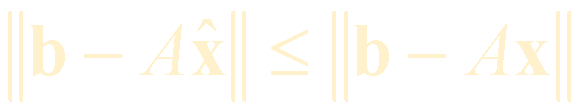 ‖b − Ax̂‖ ≤ ‖b − Ax‖